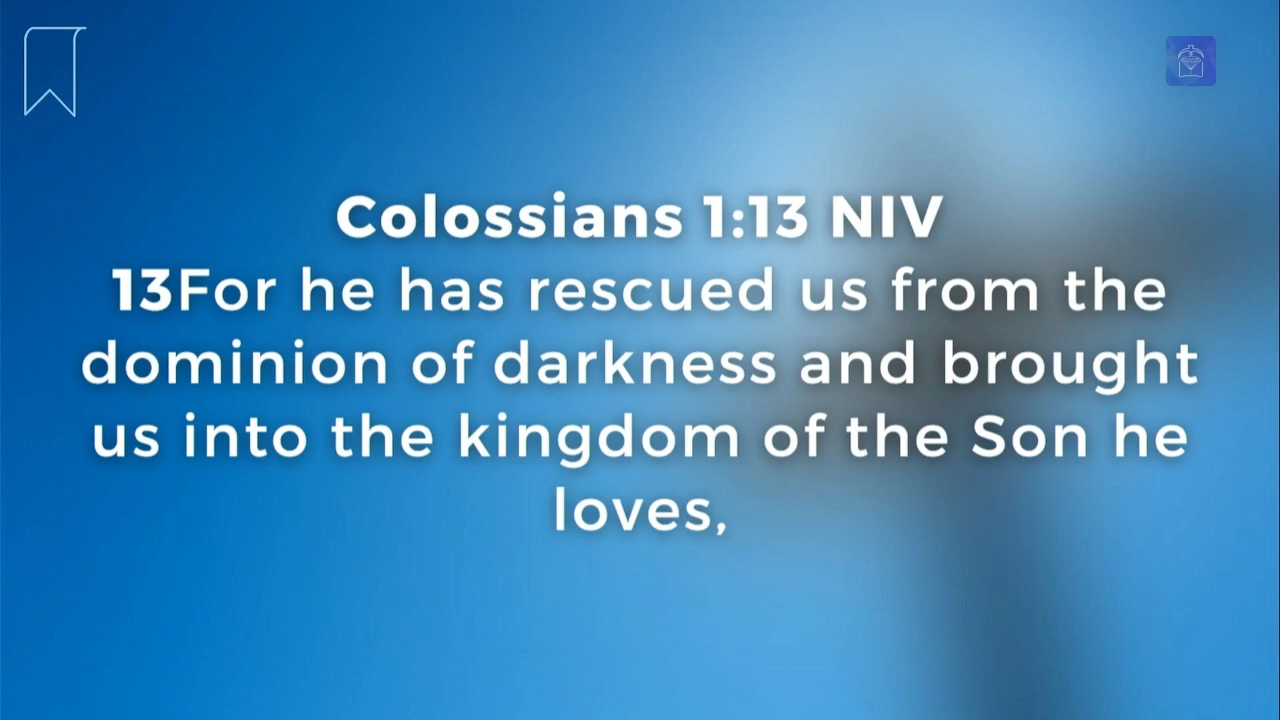 Colossians 1:13 NIV
13For he has rescued us from the
dominion of darkness and brought
us into the kingdom of the Son he
loves,